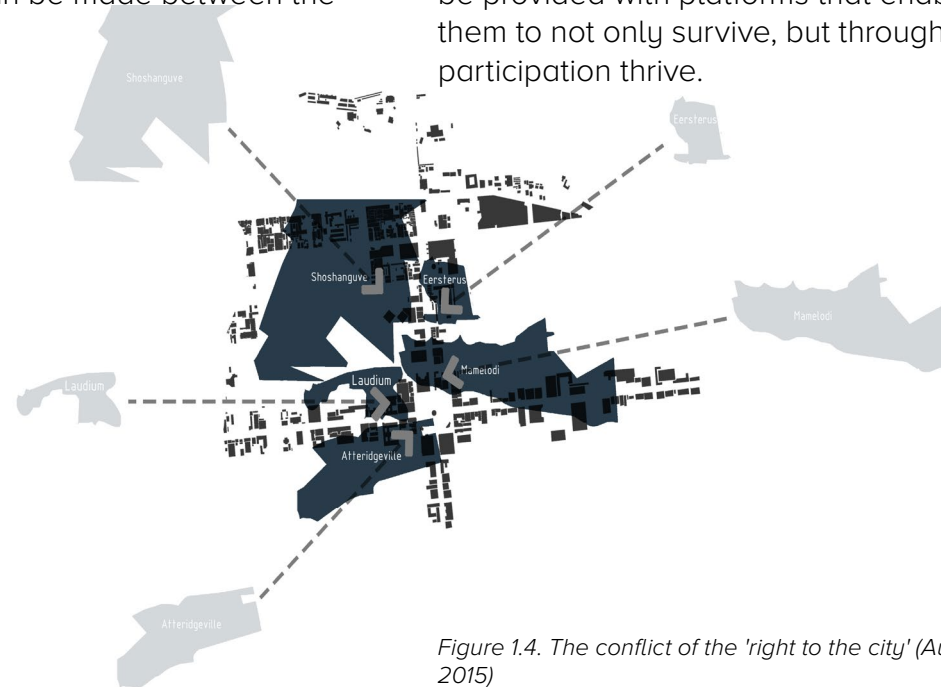 be made between the
be provided with platforms that
them to not only survive, but through
participation thrive.
Shoshanguve
Eersterus
Shoshanguve
Eersterus
Mamelodi
Mamelodi
Laudium
Laudium
Atteridgeville
Atteridgeville
Figure 1.4. The conflict of the 'right to the city'
2015)